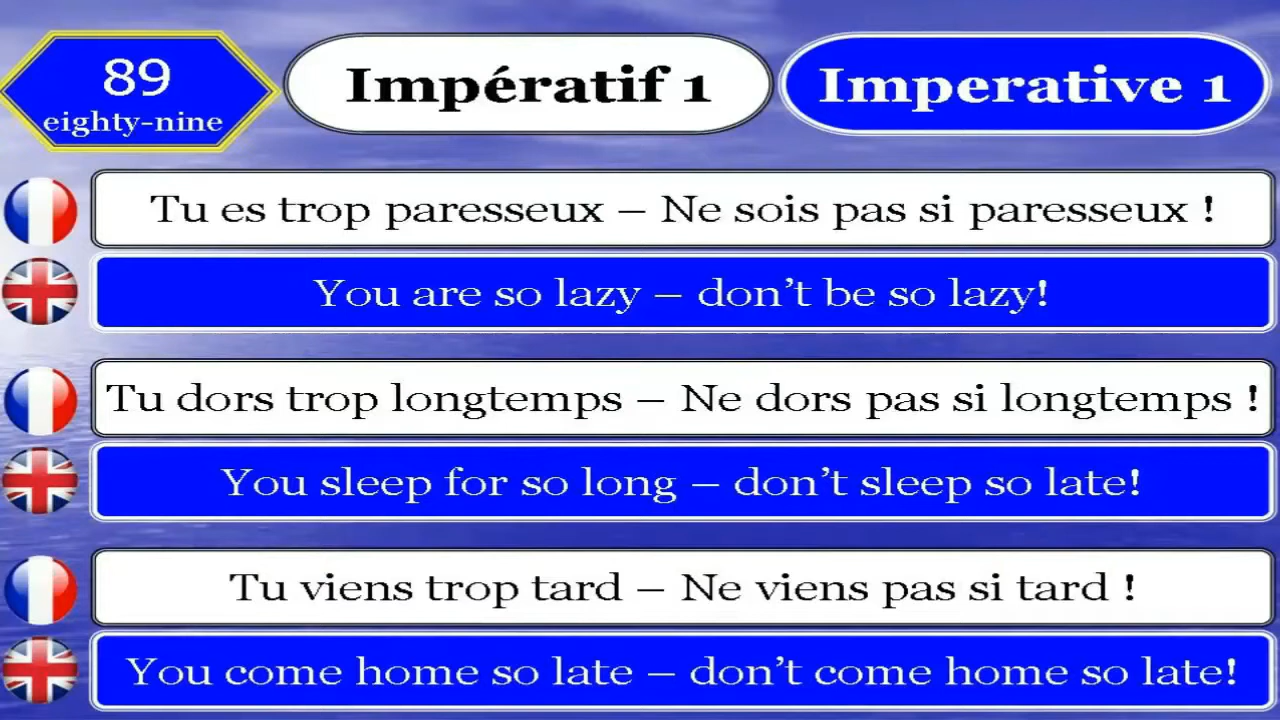 89
eighty-nine
Impératif 1
Imperative 1
Tu es trop paresseux – Ne sois pas si paresseux !
You are so lazy – don’t be so lazy!
Tu dors trop longtemps – Ne dors pas si longtemps !
You sleep for so long – don’t sleep so late!
Tu viens trop tard – Ne viens pas si tard !
You come home so late – don’t come home so late!